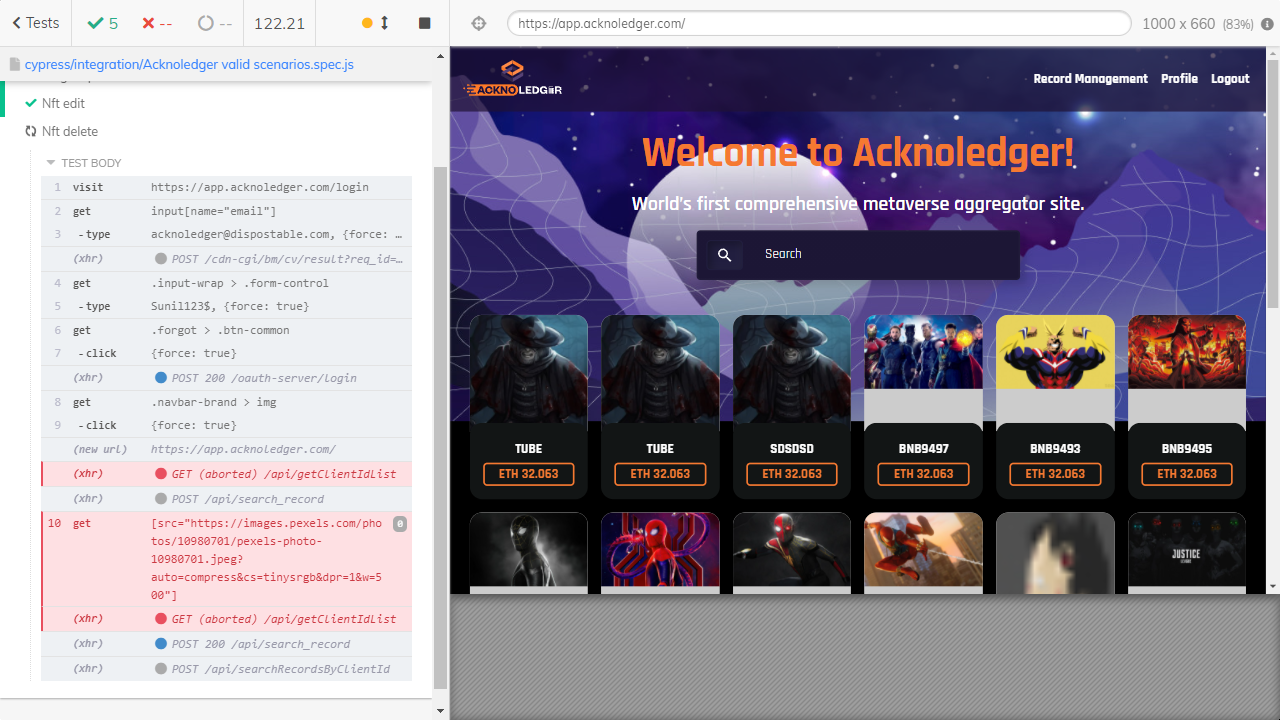 Tests
5
--
--
122.21
https://app.acknoledger.com/
1000 x 660 (83%)
cypress/integration/Acknoledger valid scenarios.spec.js
Nft edit
Nft delete
TEST BODY
1 visit https://app.acknoledger.com/login
2 get input[name="email"]
3 -type acknoledger@dispostable.com, {force: …
(xhr) POST /cdn-cgi/bm/cv/result?req_id=…
4 get .input-wrap > .form-control
5 -type Sunil123$, {force: true}
6 get .forgot > .btn-common
7 -click {force: true}
(xhr) POST 200 /oauth-server/login
8 get .navbar-brand > img
9 -click {force: true}
(new url) https://app.acknoledger.com/
(xhr) GET (aborted) /api/getClientIdList
(xhr) POST /api/search_record
10 get [src="https://images.pexels.com/pho 0
tos/10980701/pexels-photo-
10980701.jpeg?
auto=compress&cs=tinysrgb&dpr=1&w=5
00"]
(xhr) GET (aborted) /api/getClientIdList
(xhr) POST 200 /api/search_record
(xhr) POST /api/searchRecordsByClientId
ACKNOLEDGER
Record Management Profile Logout
Welcome to Acknoledger!
World's first comprehensive metaverse aggregator site.
Search
TUBE TUBE SDSDSD BNB9497 BNB9493 BNB9495
ETH 32.063 ETH 32.063 ETH 32.063 ETH 32.063 ETH 32.063 ETH 32.063
JUSTICE